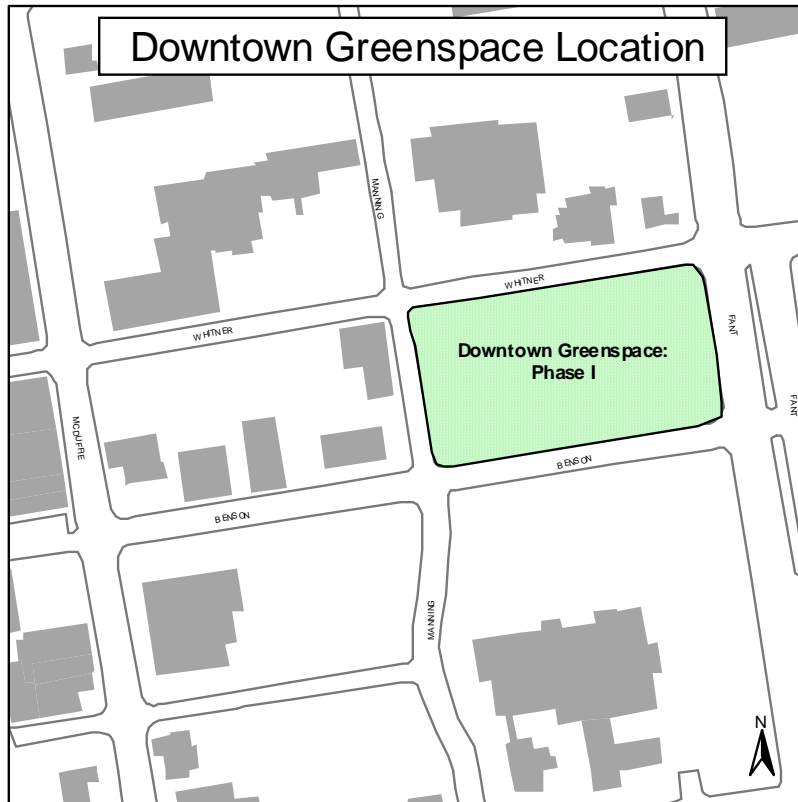 Downtown Greenspace Location
MANNING
WHITNER
FANT
WHITNER
Downtown Greenspace:
Phase I
FANT
MCDUFFIE
BENSON
BENSON
MANNING
N